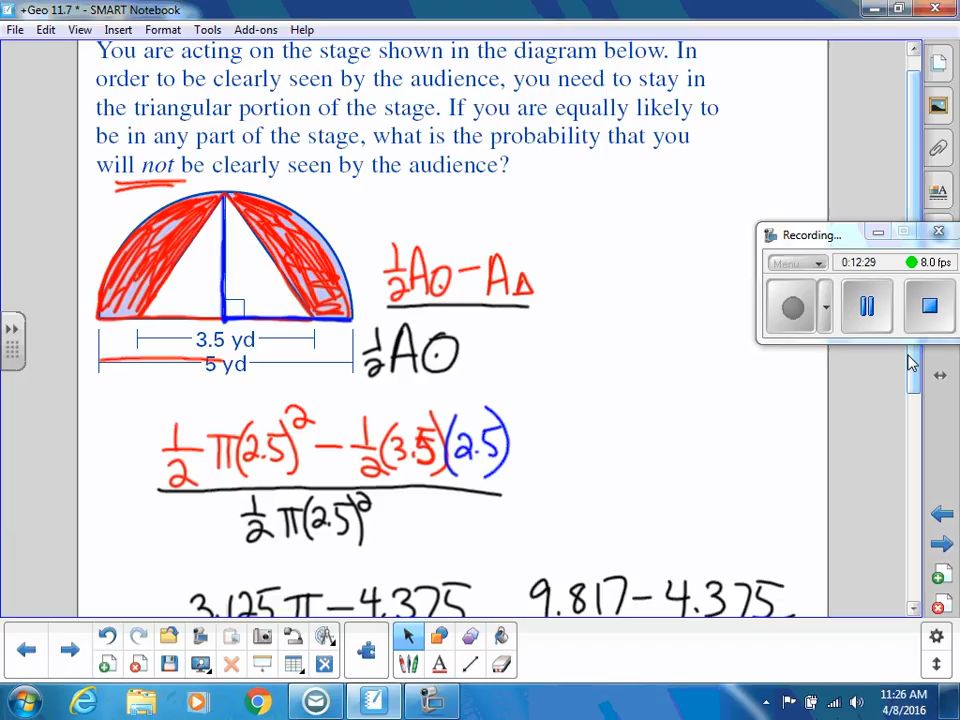 +Geo 11.7 * - SMART Notebook
File Edit View Insert Format Tools Add-ons Help
You are acting on the stage shown in the diagram below. In
order to be clearly seen by the audience, you need to stay in
the triangular portion of the stage. If you are equally likely to
be in any part of the stage, what is the probability that you
will not be clearly seen by the audience?
Recording...
Menu 0:12:29 8.0 fps
½A⊙ − A△
½A⊙
3.5 yd
5 yd
½π(2.5)² − ½(3.5)(2.5)
½π(2.5)²
3.125π − 4.375 9.817 − 4.375
11:26 AM
4/8/2016